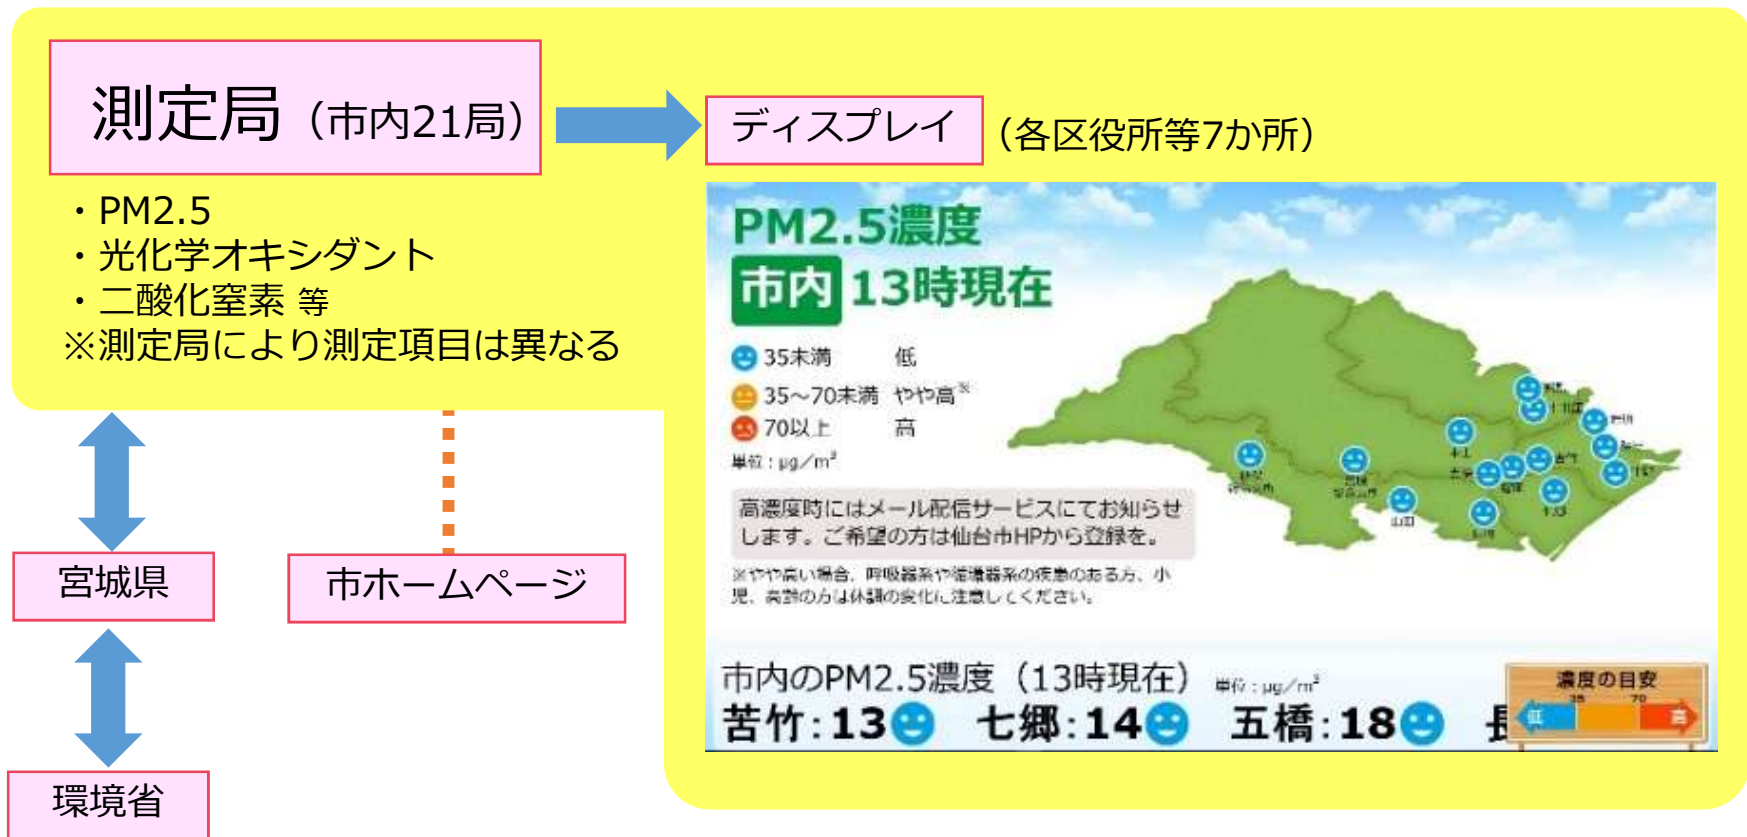 測定局（市内21局）
ディスプレイ（各区役所等7か所）
・PM2.5
・光化学オキシダント
・二酸化窒素 等
※測定局により測定項目は異なる
PM2.5濃度
市内 13時現在
35未満 低
35～70未満 やや高※
70以上 高
単位：μg／m³
高濃度時にはメール配信サービスにてお知らせ
します。ご希望の方は仙台市HPから登録を。
※やや高い場合、呼吸器系や循環器系の疾患のある方、小
児、高齢の方は体調の変化に注意してください。
山田
市内のPM2.5濃度（13時現在） 単位：μg／m³
苦竹：13 七郷：14 五橋：18 長
濃度の目安
35 70
低 高
宮城県
市ホームページ
環境省